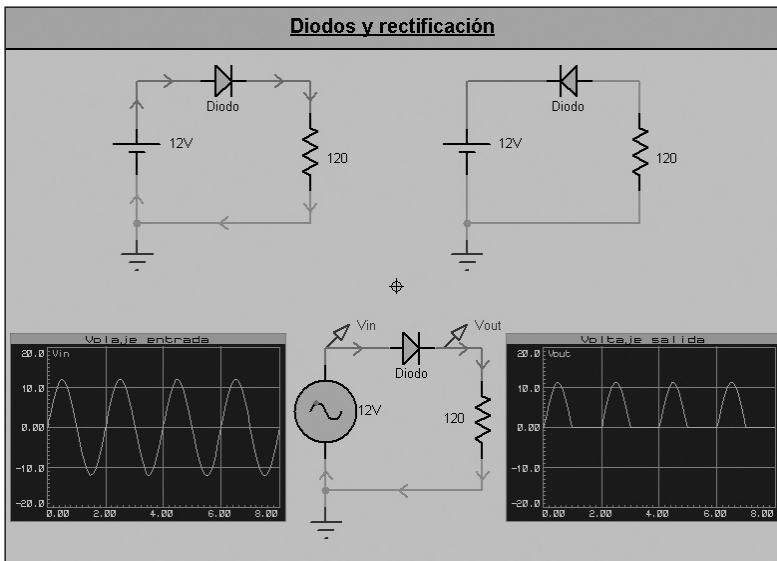 Diodos y rectificación
Diodo
12V
120
Diodo
12V
120
Volaje entrada
Vin
20.0
10.0
0.00
-10.0
-20.0
0.00 2.00 4.00 6.00 8.00
Vin
Vout
Diodo
12V
120
Voltaje salida
Vout
20.0
10.0
0.00
-10.0
-20.0
0.00 2.00 4.00 6.00 8.00